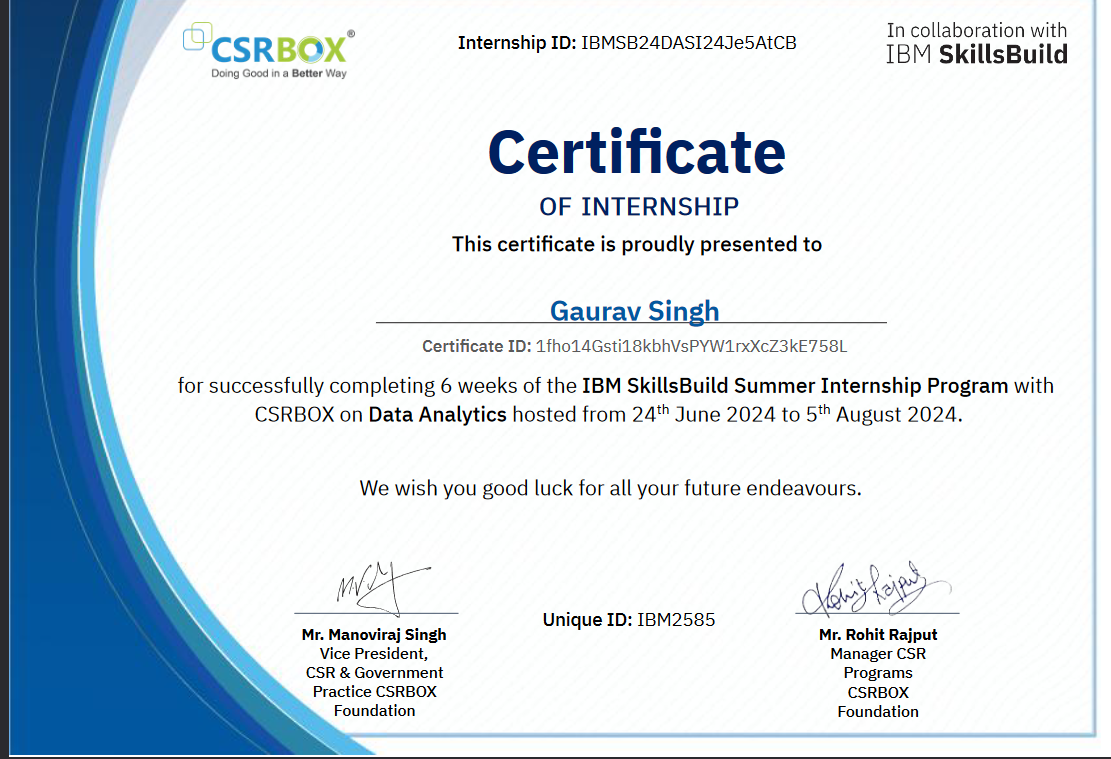 CSRBOX®
Doing Good in a Better Way
Internship ID: IBMSB24DASI24Je5AtCB
In collaboration with
IBM SkillsBuild
Certificate
OF INTERNSHIP
This certificate is proudly presented to
Gaurav Singh
Certificate ID: 1fho14Gsti18kbhVsPYW1rxXcZ3kE758L
for successfully completing 6 weeks of the IBM SkillsBuild Summer Internship Program with
CSRBOX on Data Analytics hosted from 24th June 2024 to 5th August 2024.
We wish you good luck for all your future endeavours.
Rohit Rajput
Unique ID: IBM2585
Mr. Manoviraj Singh
Vice President,
CSR & Government
Practice CSRBOX
Foundation
Mr. Rohit Rajput
Manager CSR
Programs
CSRBOX
Foundation